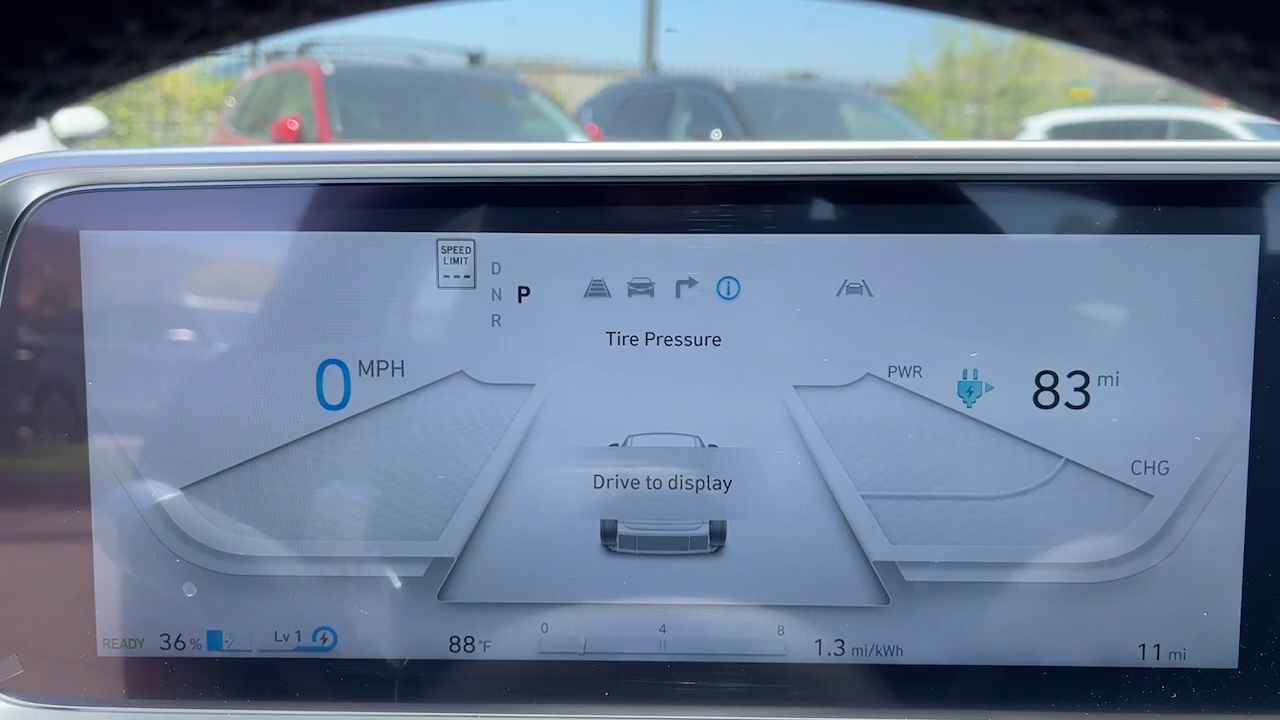 SPEED
LIMIT
---
D
N P
R
Tire Pressure
0 MPH
PWR
83 mi
CHG
Drive to display
READY 36% Lv 1 88°F
0 4 8
1.3 mi/kWh
11 mi